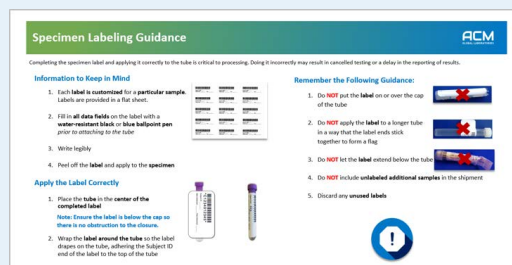 Specimen Labeling Guidance
ACM
GLOBAL LABORATORIES
Completing the specimen label and applying it correctly to the tube is critical to processing. Doing it incorrectly may result in cancelled testing or a delay in the reporting of results.
Information to Keep in Mind
1. Each label is customized for a particular sample.
Labels are provided in a flat sheet.
2. Fill in all data fields on the label with a
water-resistant black or blue ballpoint pen
prior to attaching to the tube
3. Write legibly
4. Peel off the label and apply to the specimen
Apply the Label Correctly
1. Place the tube in the center of the
completed label
Note: Ensure the label is below the cap so
there is no obstruction to the closure.
2. Wrap the label around the tube so the label
drapes on the tube, adhering the Subject ID
end of the label to the top of the tube
Remember the Following Guidance:
1. Do NOT put the label on or over the cap
of the tube
2. Do NOT apply the label to a longer tube
in a way that the label ends stick
together to form a flag
3. Do NOT let the label extend below the tube
4. Do NOT include unlabeled additional samples in the shipment
5. Discard any unused labels